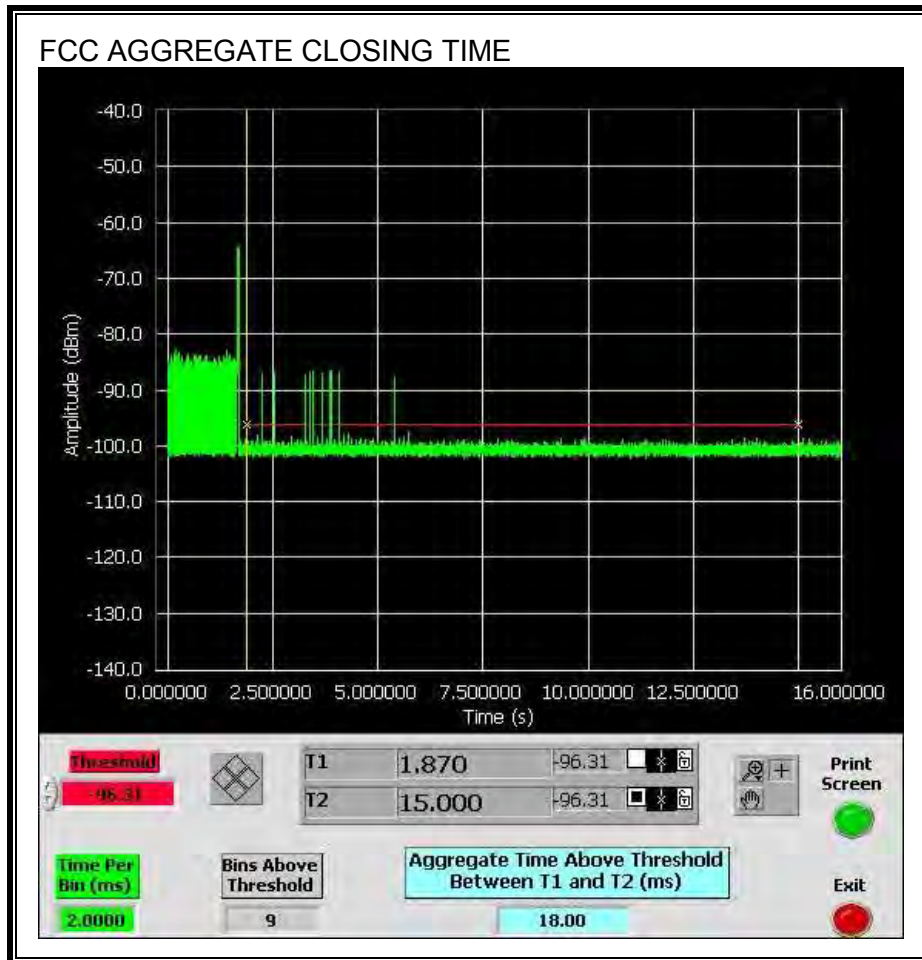 FCC AGGREGATE CLOSING TIME
-40.0
-50.0
-60.0
-70.0
-80.0
-90.0
-100.0
-110.0
-120.0
-130.0
-140.0
Amplitude (dBm)
0.000000 2.500000 5.000000 7.500000 10.000000 12.500000 16.000000
Time (s)
Threshold
-96.31
T1 1.870 -96.31
T2 15.000 -96.31
Print
Screen
Time Per
Bin (ms)
2.0000
Bins Above
Threshold
9
Aggregate Time Above Threshold
Between T1 and T2 (ms)
18.00
Exit